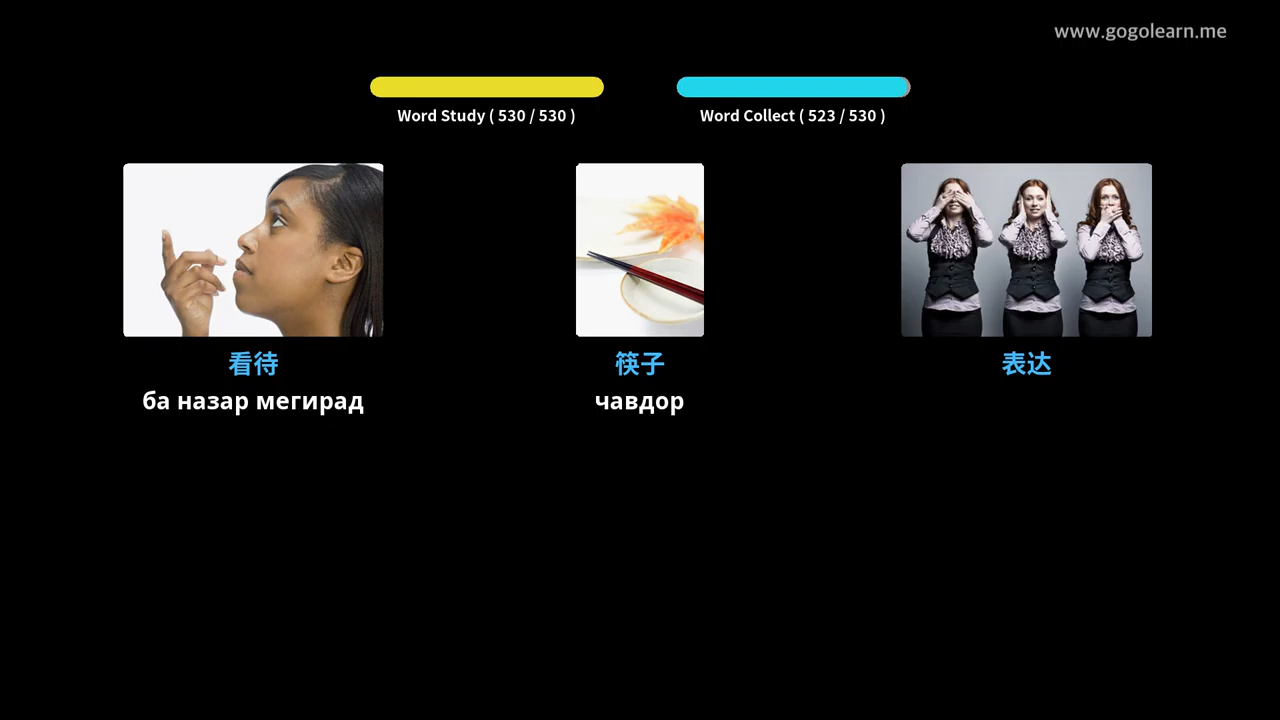 www.gogolearn.me
Word Study ( 530 / 530 )
Word Collect ( 523 / 530 )
看待
筷子
表达
ба назар мегирад
чавдор